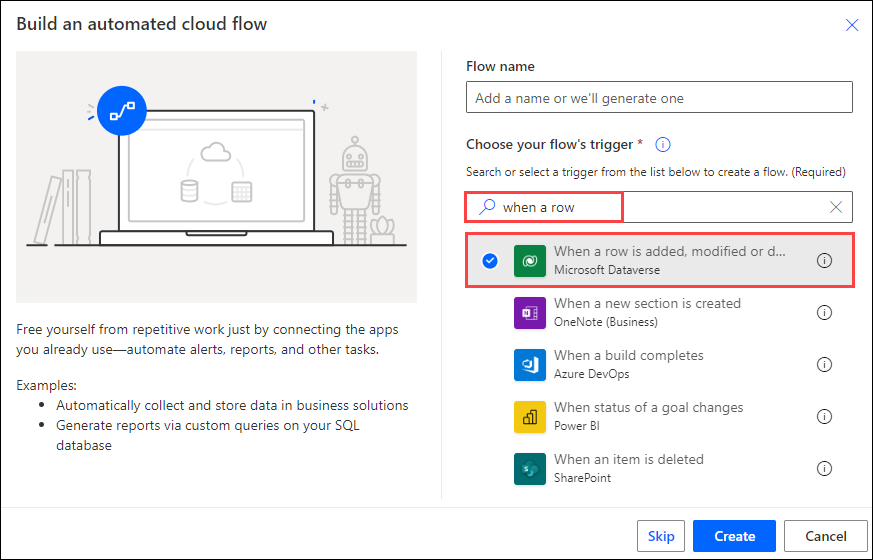 Build an automated cloud flow
Free yourself from repetitive work just by connecting the apps
you already use—automate alerts, reports, and other tasks.
Examples:
• Automatically collect and store data in business solutions
• Generate reports via custom queries on your SQL
database
Flow name
Add a name or we'll generate one
Choose your flow's trigger *
Search or select a trigger from the list below to create a flow. (Required)
when a row
When a row is added, modified or d...
Microsoft Dataverse
When a new section is created
OneNote (Business)
When a build completes
Azure DevOps
When status of a goal changes
Power BI
When an item is deleted
SharePoint
Skip
Create
Cancel